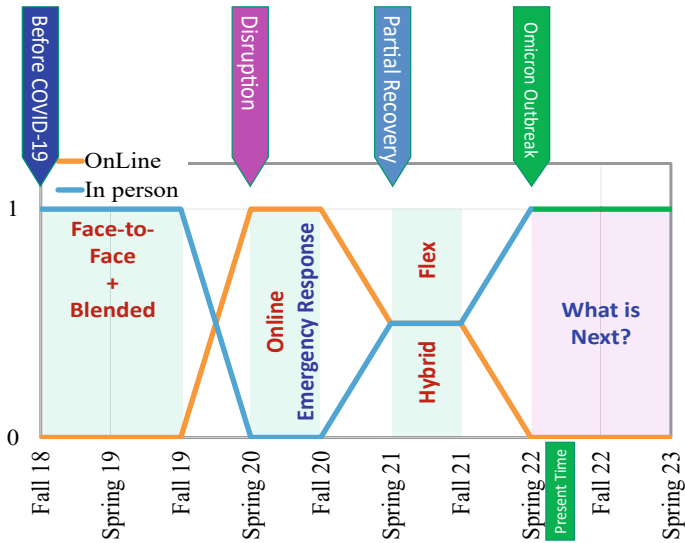 Before COVID-19
Disruption
Partial Recovery
Omicron Outbreak
OnLine
In person
1
0
Face-to-
Face
+
Blended
Online
Emergency Response
Flex
Hybrid
What is
Next?
Fall 18
Spring 19
Fall 19
Spring 20
Fall 20
Spring 21
Fall 21
Spring 22
Present Time
Fall 22
Spring 23